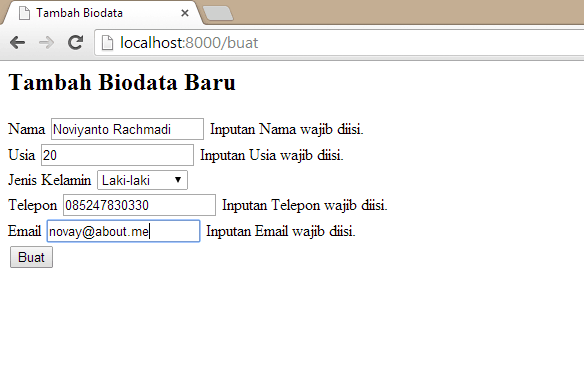 Tambah Biodata
localhost:8000/buat
Tambah Biodata Baru
Nama Noviyanto Rachmadi Inputan Nama wajib diisi.
Usia 20 Inputan Usia wajib diisi.
Jenis Kelamin Laki-laki
Telepon 085247830330 Inputan Telepon wajib diisi.
Email novay@about.me Inputan Email wajib diisi.
Buat